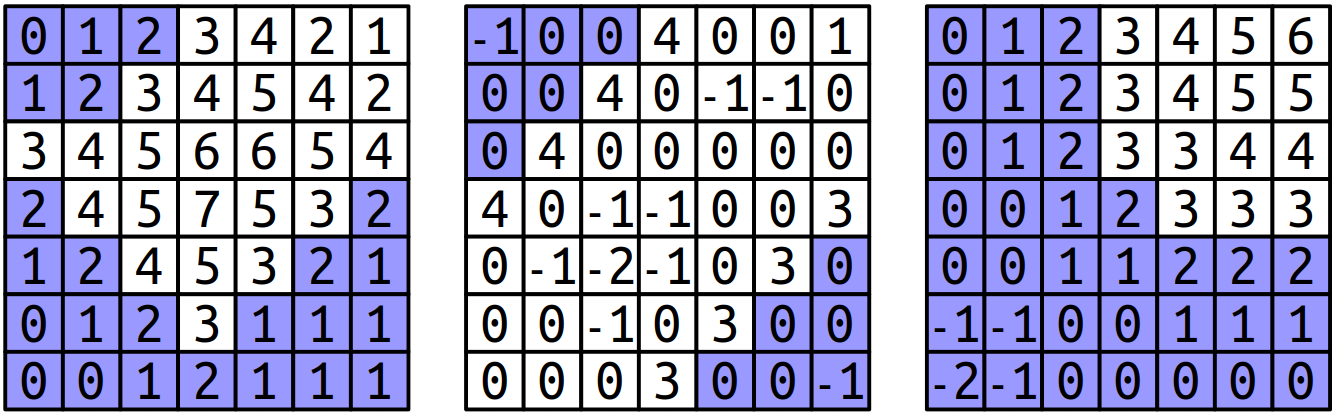 0 1 2 3 4 2 1 -1 0 0 4 0 0 1 0 1 2 3 4 5 6
1 2 3 4 5 4 2 0 0 4 0 -1 -1 0 0 1 2 3 4 5 5
3 4 5 6 6 5 4 0 4 0 0 0 0 0 0 1 2 3 3 4 4
2 4 5 7 5 3 2 4 0 -1 -1 0 0 3 0 0 1 2 3 3 3
1 2 4 5 3 2 1 0 -1 -2 -1 0 3 0 0 0 1 1 2 2 2
0 1 2 3 1 1 1 0 0 -1 0 3 0 0 -1 -1 0 0 1 1 1
0 0 1 2 1 1 1 0 0 0 3 0 0 -1 -2 -1 0 0 0 0 0